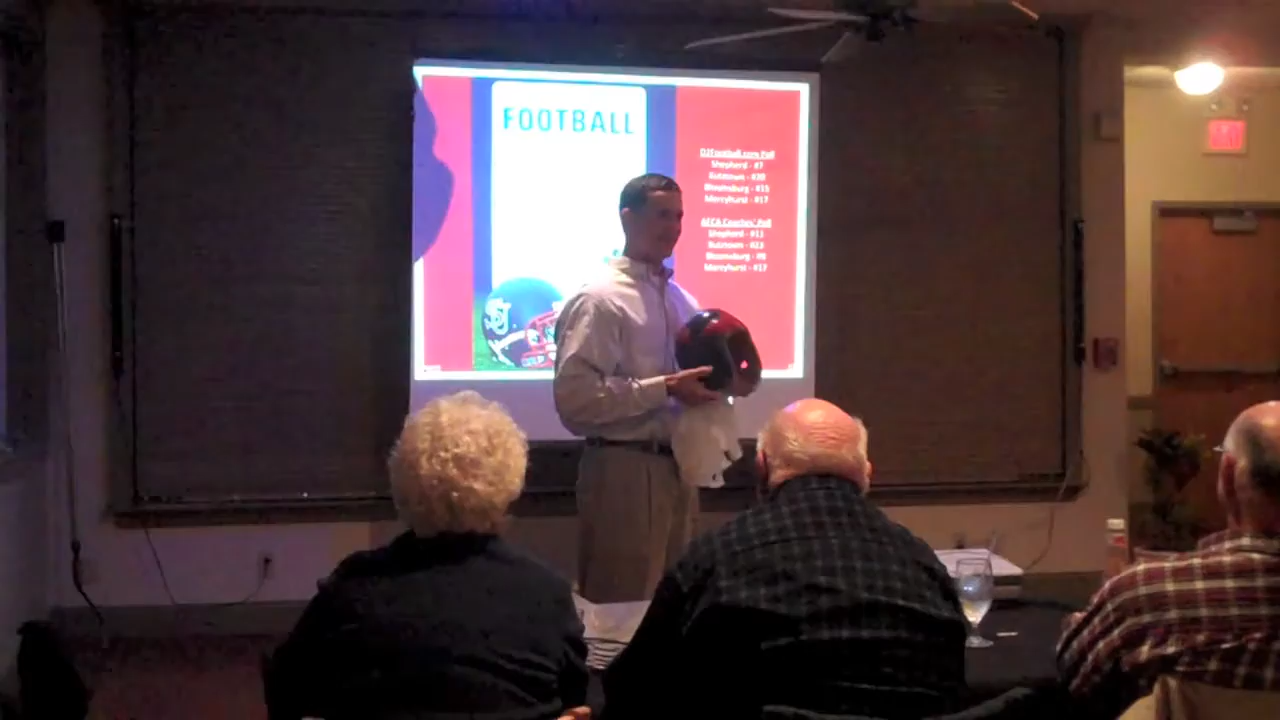 FOOTBALL
D2Football.com Poll
Shepherd - #7
Kutztown - #20
Bloomsburg - #15
Mercyhurst - #17
AFCA Coaches' Poll
Shepherd - #11
Kutztown - #23
Bloomsburg -
Mercyhurst - #17
SU